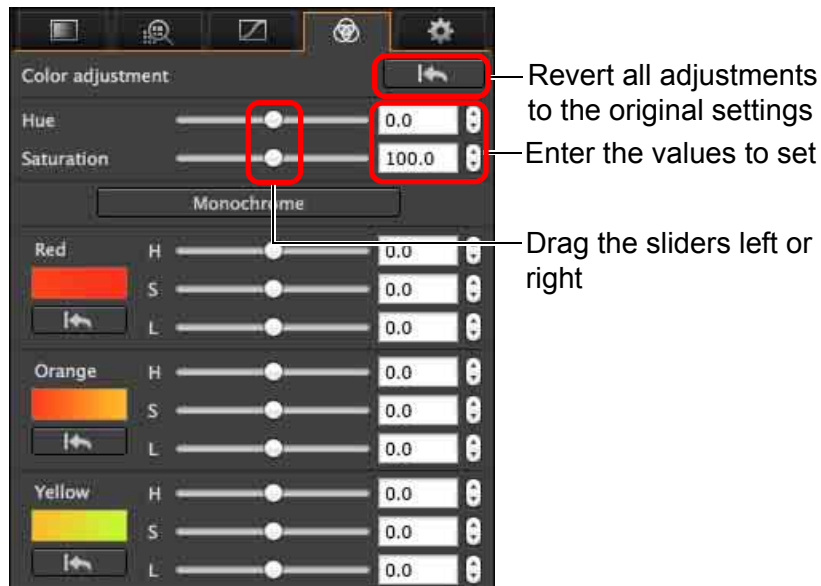 Color adjustment
Revert all adjustments
to the original settings
Hue 0.0
Saturation 100.0
Enter the values to set
Monochrome
Drag the sliders left or
right
Red H 0.0
S 0.0
L 0.0
Orange H 0.0
S 0.0
L 0.0
Yellow H 0.0
S 0.0
L 0.0